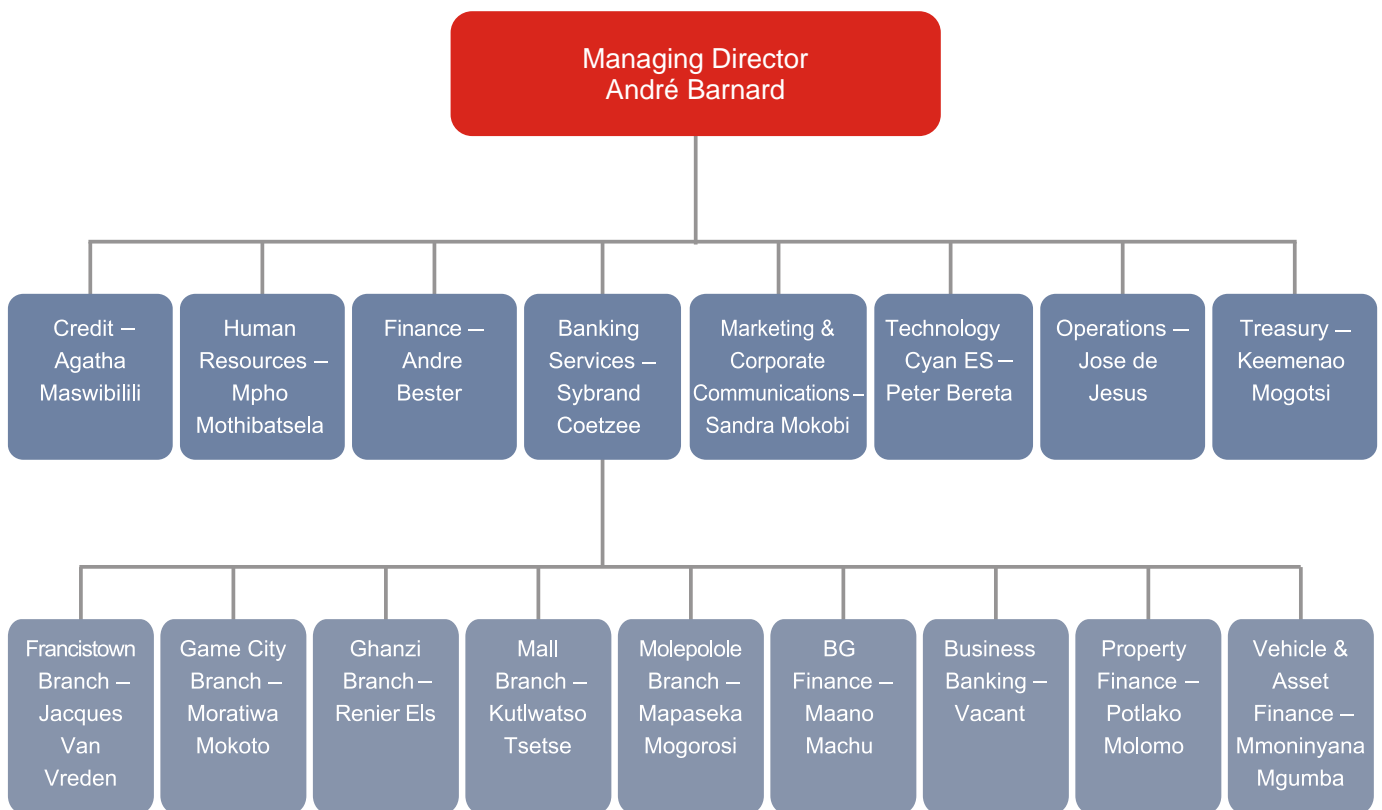 Managing Director
André Barnard
Credit –
Agatha
Maswibilili
Human
Resources –
Mpho
Mothibatsela
Finance –
Andre
Bester
Banking
Services –
Sybrand
Coetzee
Marketing &
Corporate
Communications –
Sandra Mokobi
Technology
Cyan ES –
Peter Bereta
Operations –
Jose de
Jesus
Treasury –
Keemenao
Mogotsi
Francistown
Branch –
Jacques
Van
Vreden
Game City
Branch –
Moratiwa
Mokoto
Ghanzi
Branch –
Renier Els
Mall
Branch –
Kutlwatso
Tsetse
Molepolole
Branch –
Mapaseka
Mogorosi
BG
Finance –
Maano
Machu
Business
Banking –
Vacant
Property
Finance –
Potlako
Molomo
Vehicle &
Asset
Finance –
Mmoninyana
Mgumba